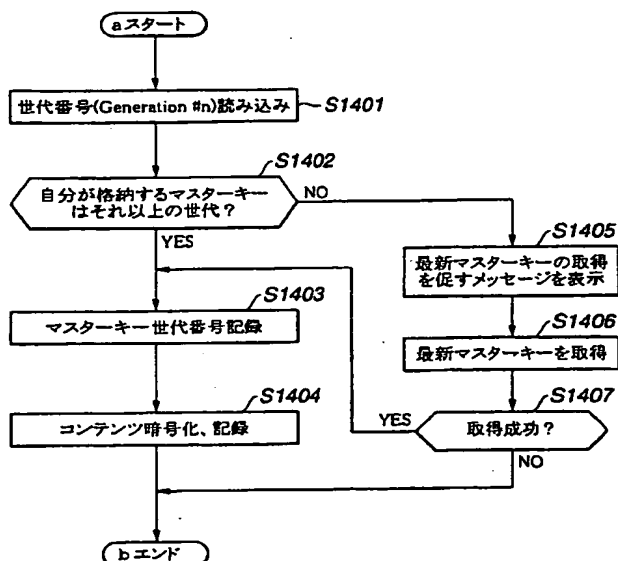 aスタート
世代番号(Generation #n)読み込み
S1401
S1402
自分が格納するマスターキー
はそれ以上の世代?
NO
YES
S1405
最新マスターキーの取得
を促すメッセージを表示
S1403
マスターキー世代番号記録
S1406
最新マスターキーを取得
S1404
コンテンツ暗号化、記録
S1407
YES
取得成功?
NO
bエンド